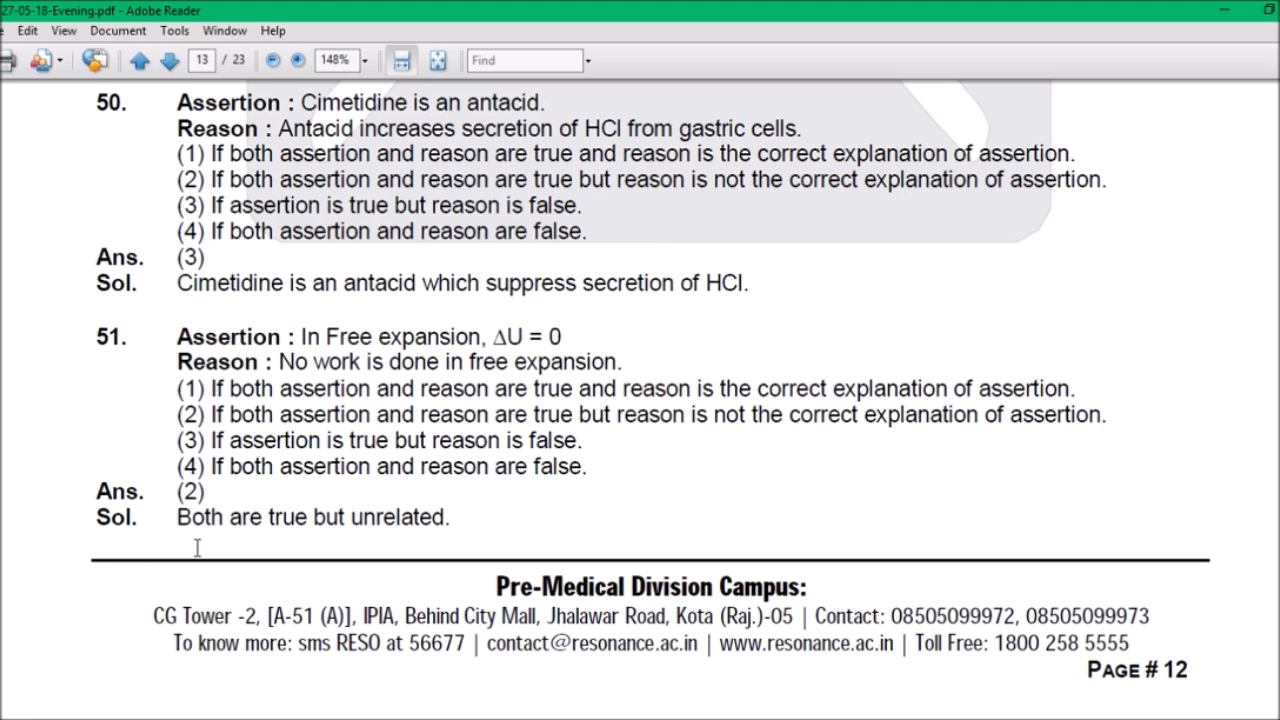 27-05-18-Evening.pdf - Adobe Reader
Edit View Document Tools Window Help
13 / 23 148% Find
50. Assertion : Cimetidine is an antacid.
Reason : Antacid increases secretion of HCl from gastric cells.
(1) If both assertion and reason are true and reason is the correct explanation of assertion.
(2) If both assertion and reason are true but reason is not the correct explanation of assertion.
(3) If assertion is true but reason is false.
(4) If both assertion and reason are false.
Ans. (3)
Sol. Cimetidine is an antacid which suppress secretion of HCl.
51. Assertion : In Free expansion, ΔU = 0
Reason : No work is done in free expansion.
(1) If both assertion and reason are true and reason is the correct explanation of assertion.
(2) If both assertion and reason are true but reason is not the correct explanation of assertion.
(3) If assertion is true but reason is false.
(4) If both assertion and reason are false.
Ans. (2)
Sol. Both are true but unrelated.
Pre-Medical Division Campus:
CG Tower -2, [A-51 (A)], IPIA, Behind City Mall, Jhalawar Road, Kota (Raj.)-05 | Contact: 08505099972, 08505099973
To know more: sms RESO at 56677 | contact@resonance.ac.in | www.resonance.ac.in | Toll Free: 1800 258 5555
PAGE # 12